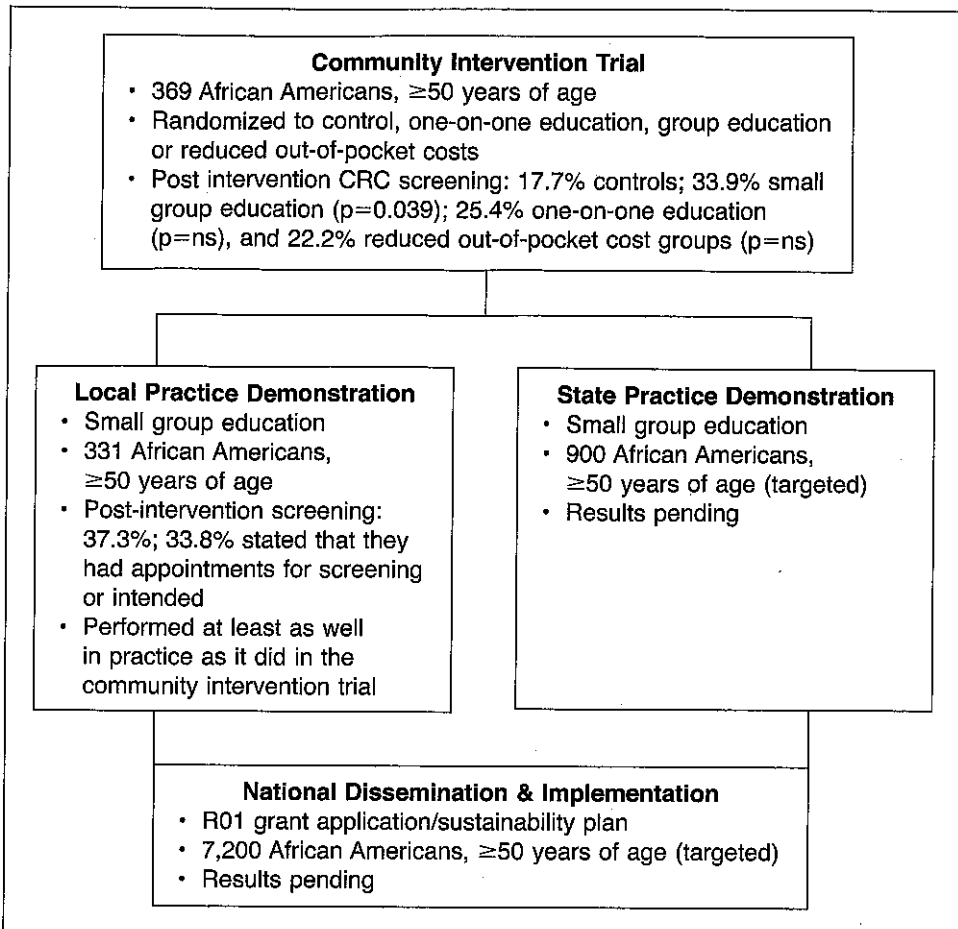 Community Intervention Trial
• 369 African Americans, ≥50 years of age
• Randomized to control, one-on-one education, group education
or reduced out-of-pocket costs
• Post intervention CRC screening: 17.7% controls; 33.9% small
group education (p=0.039); 25.4% one-on-one education
(p=ns), and 22.2% reduced out-of-pocket cost groups (p=ns)
Local Practice Demonstration
• Small group education
• 331 African Americans,
≥50 years of age
• Post-intervention screening:
37.3%; 33.8% stated that they
had appointments for screening
or intended
• Performed at least as well
in practice as it did in the
community intervention trial
State Practice Demonstration
• Small group education
• 900 African Americans,
≥50 years of age (targeted)
• Results pending
National Dissemination & Implementation
• R01 grant application/sustainability plan
• 7,200 African Americans, ≥50 years of age (targeted)
• Results pending